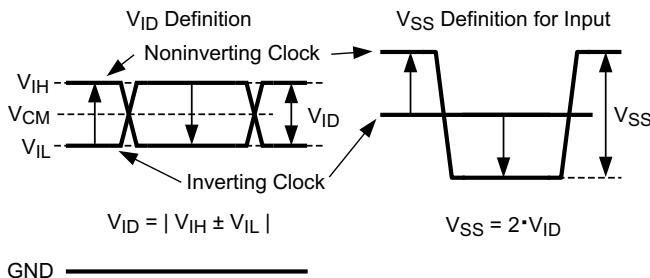 VID Definition
VSS Definition for Input
Noninverting Clock
VIH
VCM
VIL
VID
VSS
Inverting Clock
VID = | VIH ± VIL |
VSS = 2·VID
GND